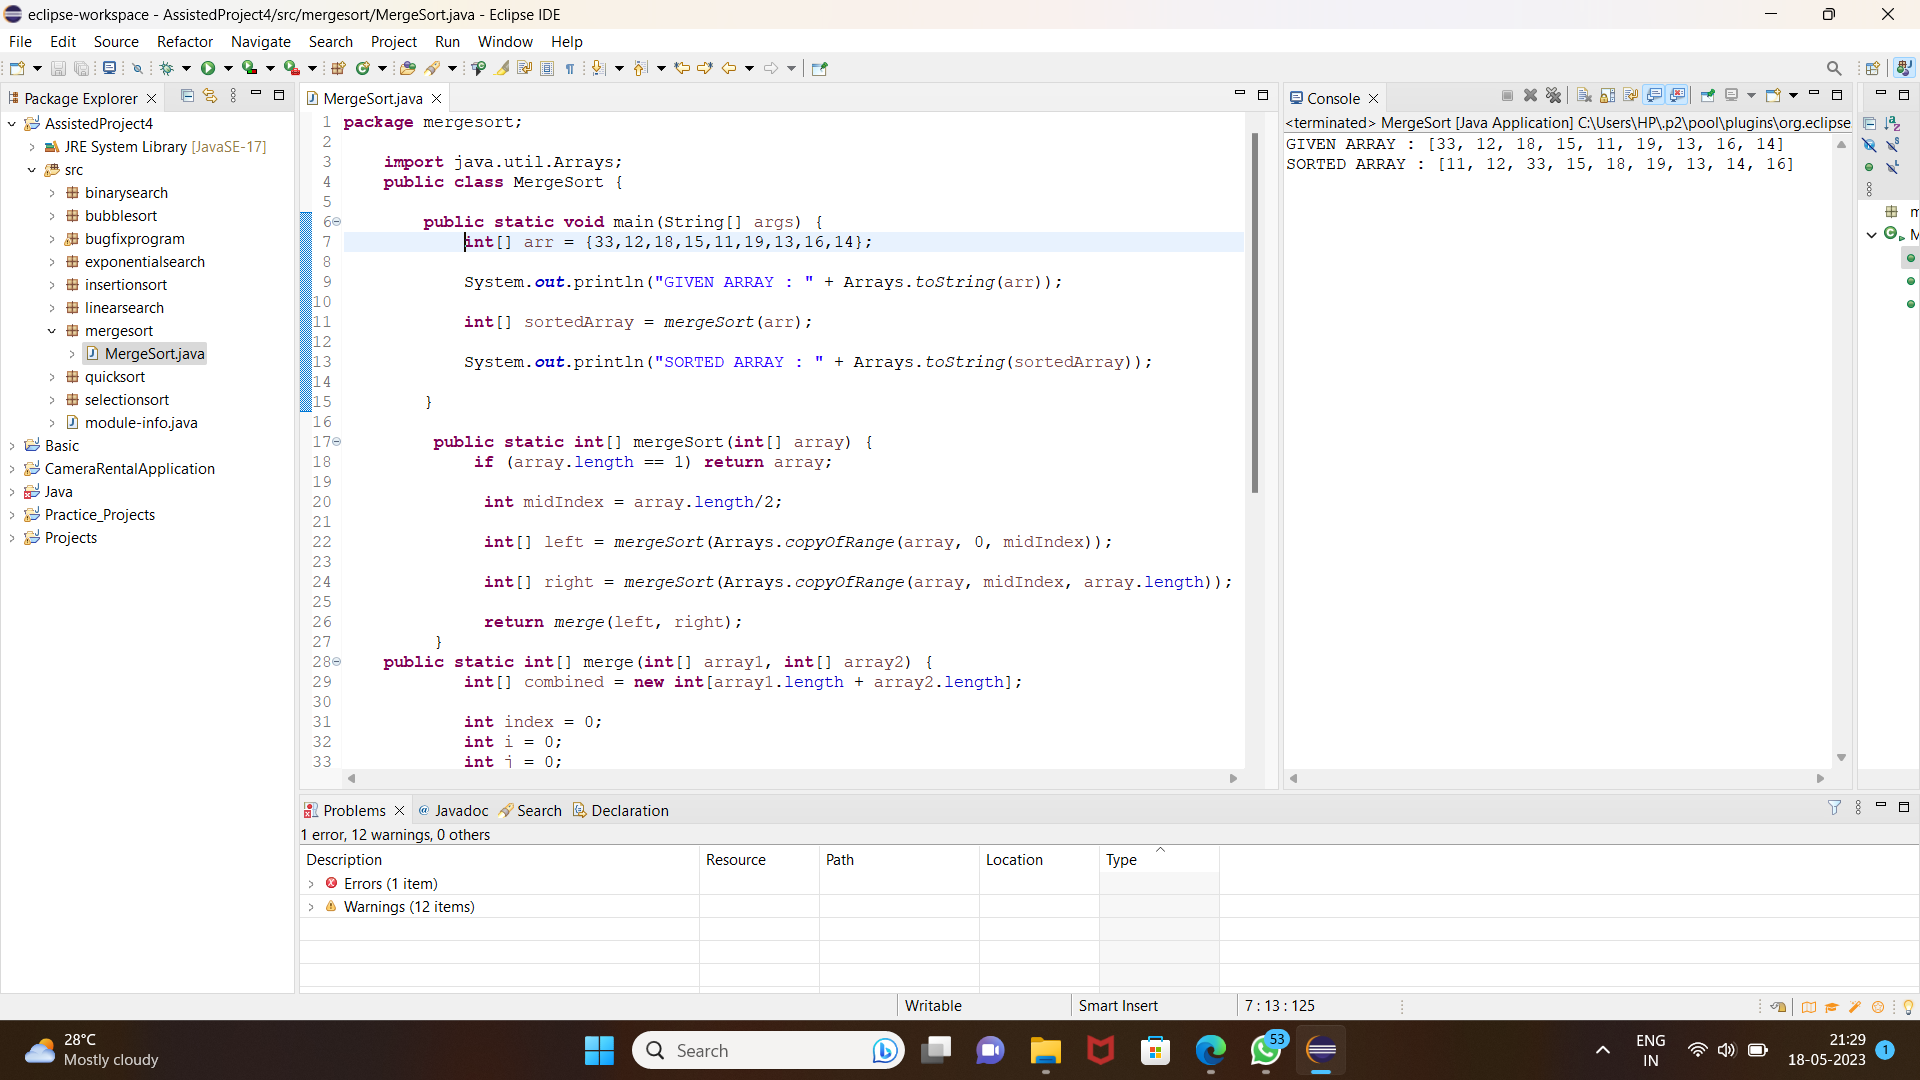 eclipse-workspace - AssistedProject4/src/mergesort/MergeSort.java - Eclipse IDE
File Edit Source Refactor Navigate Search Project Run Window Help
Package Explorer
AssistedProject4
JRE System Library [JavaSE-17]
src
binarysearch
bubblesort
bugfixprogram
exponentialsearch
insertionsort
linearsearch
mergesort
MergeSort.java
quicksort
selectionsort
module-info.java
Basic
CameraRentalApplication
Java
Practice_Projects
Projects
MergeSort.java
1 package mergesort;
2
3 import java.util.Arrays;
4 public class MergeSort {
5
6 public static void main(String[] args) {
7 int[] arr = {33,12,18,15,11,19,13,16,14};
8
9 System.out.println("GIVEN ARRAY : " + Arrays.toString(arr));
10
11 int[] sortedArray = mergeSort(arr);
12
13 System.out.println("SORTED ARRAY : " + Arrays.toString(sortedArray));
14
15 }
16
17 public static int[] mergeSort(int[] array) {
18 if (array.length == 1) return array;
19
20 int midIndex = array.length/2;
21
22 int[] left = mergeSort(Arrays.copyOfRange(array, 0, midIndex));
23
24 int[] right = mergeSort(Arrays.copyOfRange(array, midIndex, array.length));
25
26 return merge(left, right);
27 }
28 public static int[] merge(int[] array1, int[] array2) {
29 int[] combined = new int[array1.length + array2.length];
30
31 int index = 0;
32 int i = 0;
33 int j = 0;
Console
<terminated> MergeSort [Java Application] C:\Users\HP\.p2\pool\plugins\org.eclipse
GIVEN ARRAY : [33, 12, 18, 15, 11, 19, 13, 16, 14]
SORTED ARRAY : [11, 12, 33, 15, 18, 19, 13, 14, 16]
Problems @ Javadoc Search Declaration
1 error, 12 warnings, 0 others
Description Resource Path Location Type
Errors (1 item)
Warnings (12 items)
Writable Smart Insert 7 : 13 : 125
28°C
Mostly cloudy
Search
53
ENG
IN
21:29
18-05-2023
1